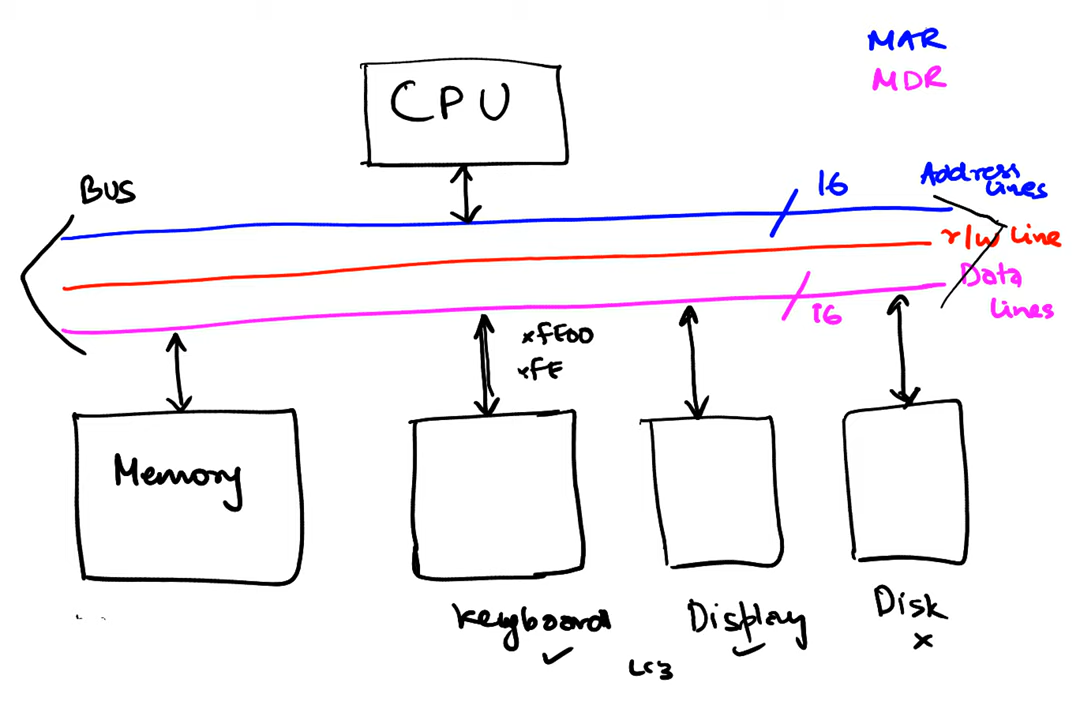 MAR
MDR
CPU
BUS
16
Address
Lines
r/w Line
Data
Lines
16
xFE00
xFE
Memory
Keyboard
Display
Disk
LC3